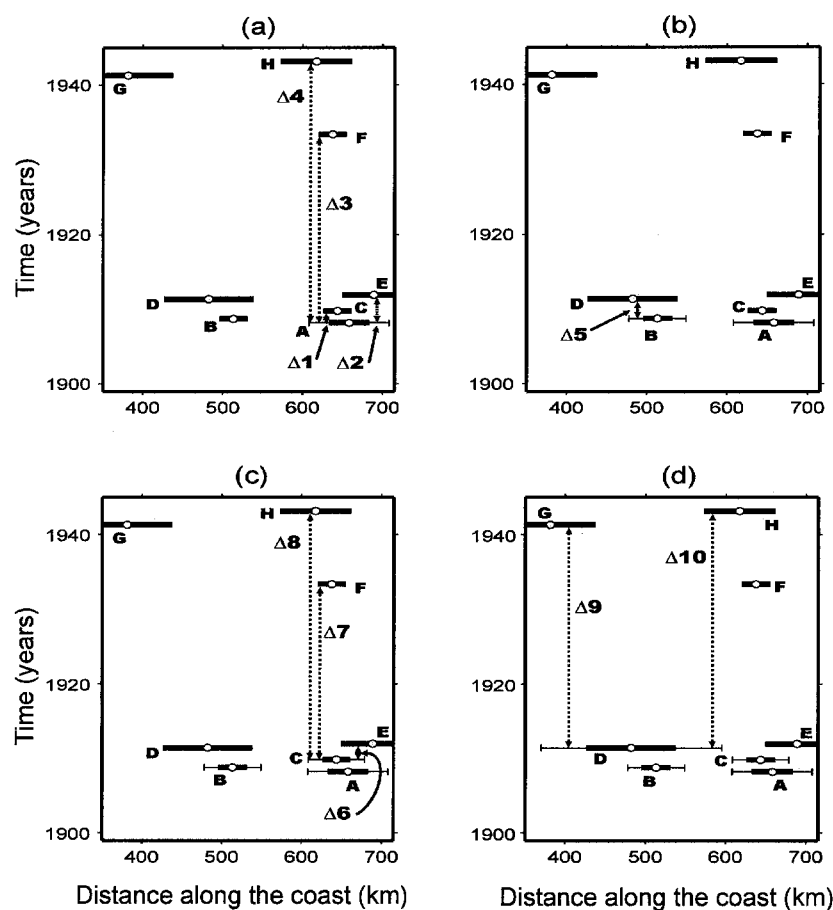 (a)
(b)
Time (years)
1940
1920
1900
400
500
600
700
G
H
Δ4
F
Δ3
E
D
C
B
A
Δ1
Δ2
400
500
600
700
G
H
F
E
D
C
Δ5
B
A
(c)
(d)
Time (years)
1940
1920
1900
400
500
600
700
G
H
Δ8
F
Δ7
E
D
C
B
A
Δ6
400
500
600
700
G
H
Δ10
F
Δ9
E
D
C
B
A
Distance along the coast (km)
Distance along the coast (km)